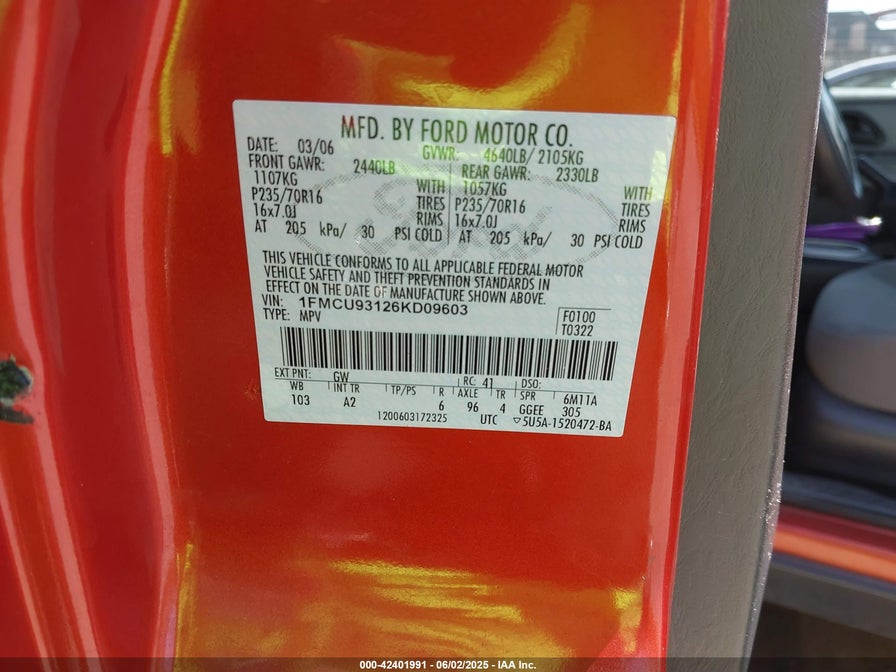 MFD. BY FORD MOTOR CO.
DATE: 03/06 GVWR: 4640LB/ 2105KG
FRONT GAWR: 2440LB REAR GAWR: 2330LB
1107KG WITH 1057KG WITH
P235/70R16 TIRES P235/70R16 TIRES
16x7.0J RIMS 16x7.0J RIMS
AT 205 kPa/ 30 PSI COLD AT 205 kPa/ 30 PSI COLD
THIS VEHICLE CONFORMS TO ALL APPLICABLE FEDERAL MOTOR
VEHICLE SAFETY AND THEFT PREVENTION STANDARDS IN
EFFECT ON THE DATE OF MANUFACTURE SHOWN ABOVE.
VIN: 1FMCU93126KD09603
TYPE: MPV
F0100
T0322
EXT PNT: GW RC: 41 DSO:
WB INT TR TP/PS R AXLE TR SPR 6M11A
103 A2 6 96 4 GGEE 305
1200603172325 UTC ▽5U5A-1520472-BA
Ford
000-42401991 - 06/02/2025 - IAA Inc.